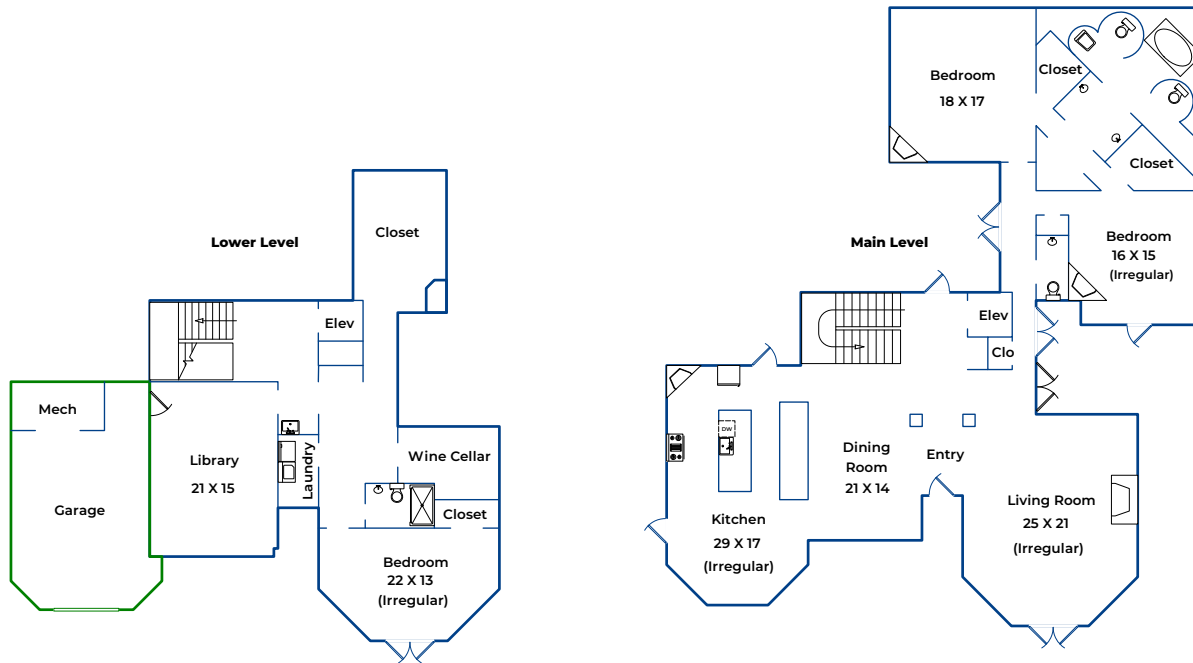 Lower Level
Closet
Elev
Mech
Library
21 X 15
Laundry
Wine Cellar
Closet
Garage
Bedroom
22 X 13
(Irregular)
Main Level
Bedroom
18 X 17
Closet
Closet
Bedroom
16 X 15
(Irregular)
Elev
Clo
DW
Dining
Room
21 X 14
Entry
Kitchen
29 X 17
(Irregular)
Living Room
25 X 21
(Irregular)